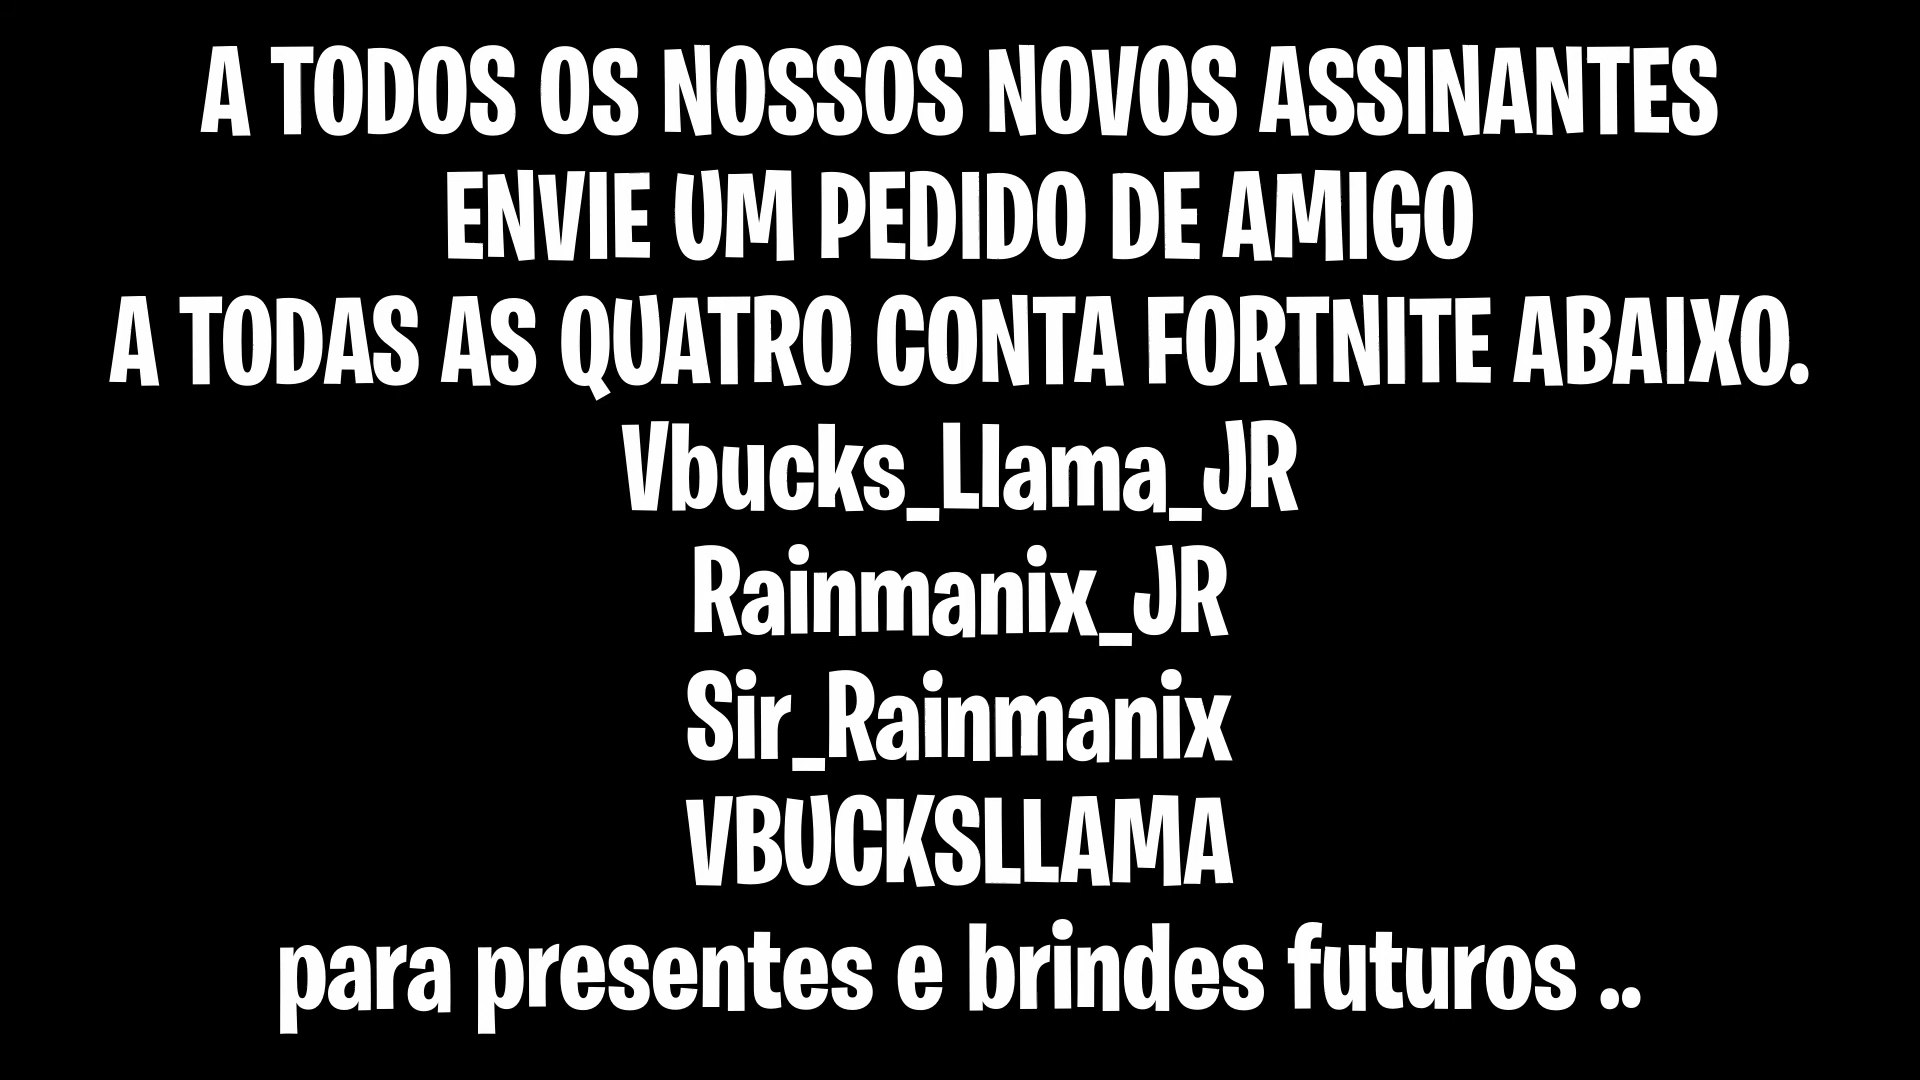 A TODOS OS NOSSOS NOVOS ASSINANTES
ENVIE UM PEDIDO DE AMIGO
A TODAS AS QUATRO CONTA FORTNITE ABAIXO.
Vbucks_Llama_JR
Rainmanix_JR
Sir_Rainmanix
VBUCKSLLAMA
para presentes e brindes futuros ..